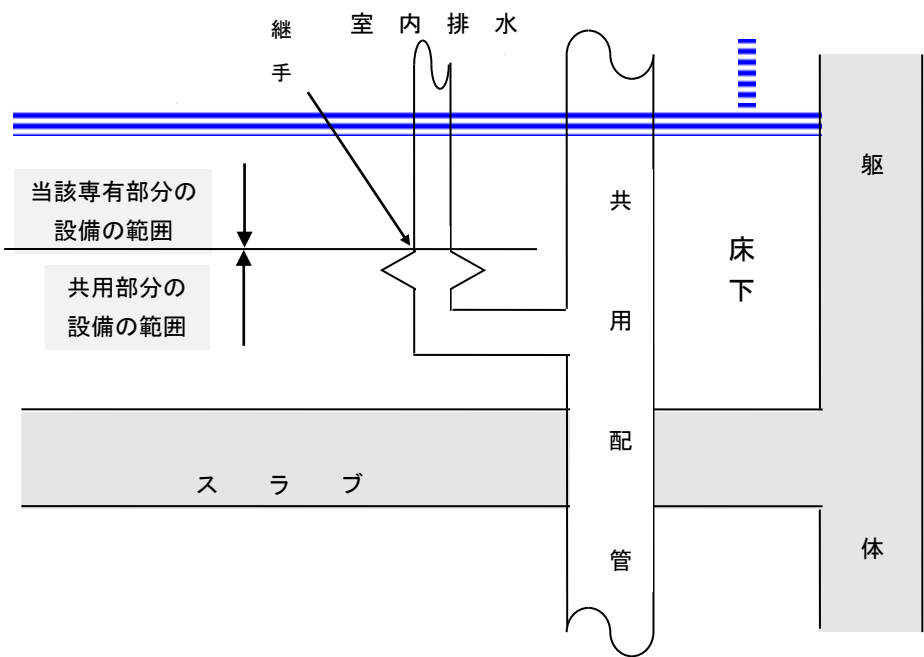 室内排水
継手
当該専有部分の
設備の範囲
共用部分の
設備の範囲
共用配管
床下
躯体
スラブ